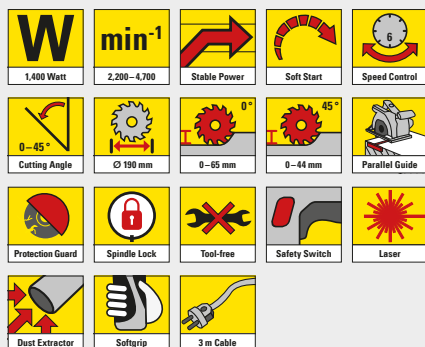 W
min-1
6
1,400 Watt
2,200–4,700
Stable Power
Soft Start
Speed Control
0–45°
0°
45°
Cutting Angle
Ø 190 mm
0–65 mm
0–44 mm
Parallel Guide
Protection Guard
Spindle Lock
Tool-free
Safety Switch
Laser
Dust Extractor
Softgrip
3 m Cable